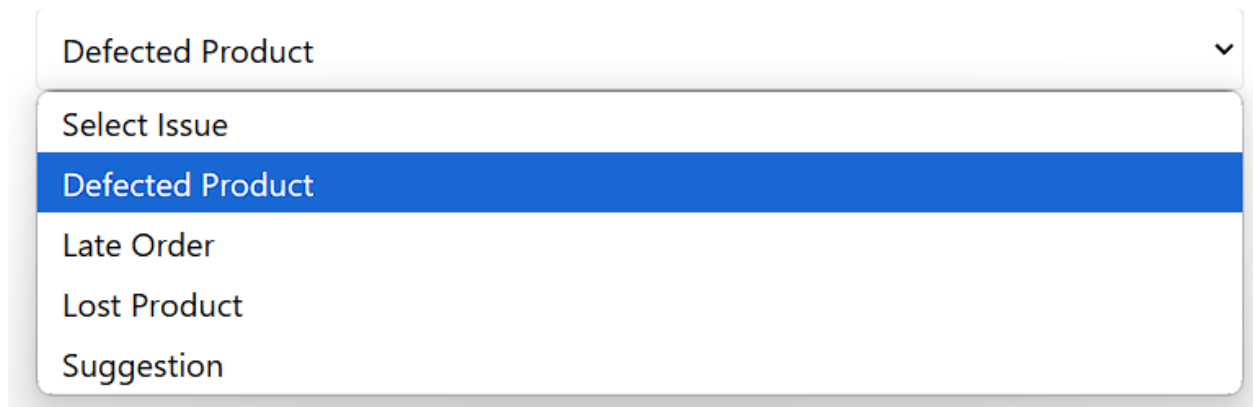 Defected Product
Select Issue
Defected Product
Late Order
Lost Product
Suggestion